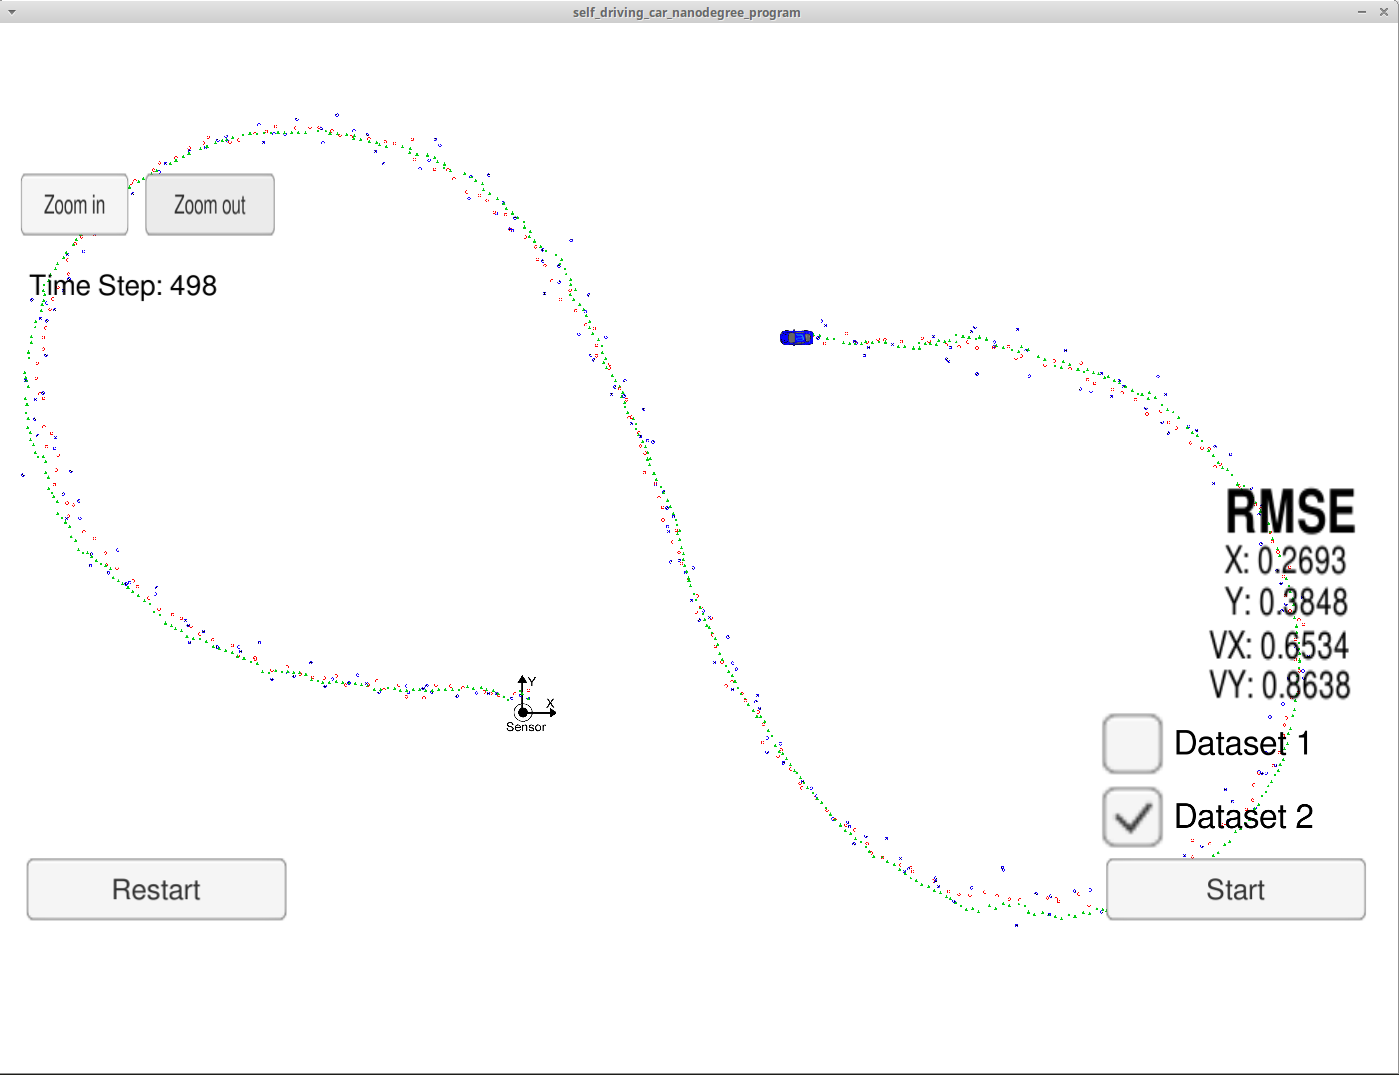 self_driving_car_nanodegree_program
Zoom in
Zoom out
Time Step: 498
RMSE
X: 0.2693
Y: 0.3848
VX: 0.6534
VY: 0.8638
Y
X
Sensor
Dataset 1
Dataset 2
Restart
Start